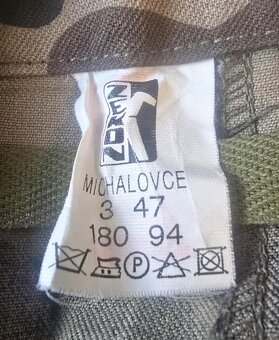 ZEKON
MICHALOVCE
3 47
180 94
P